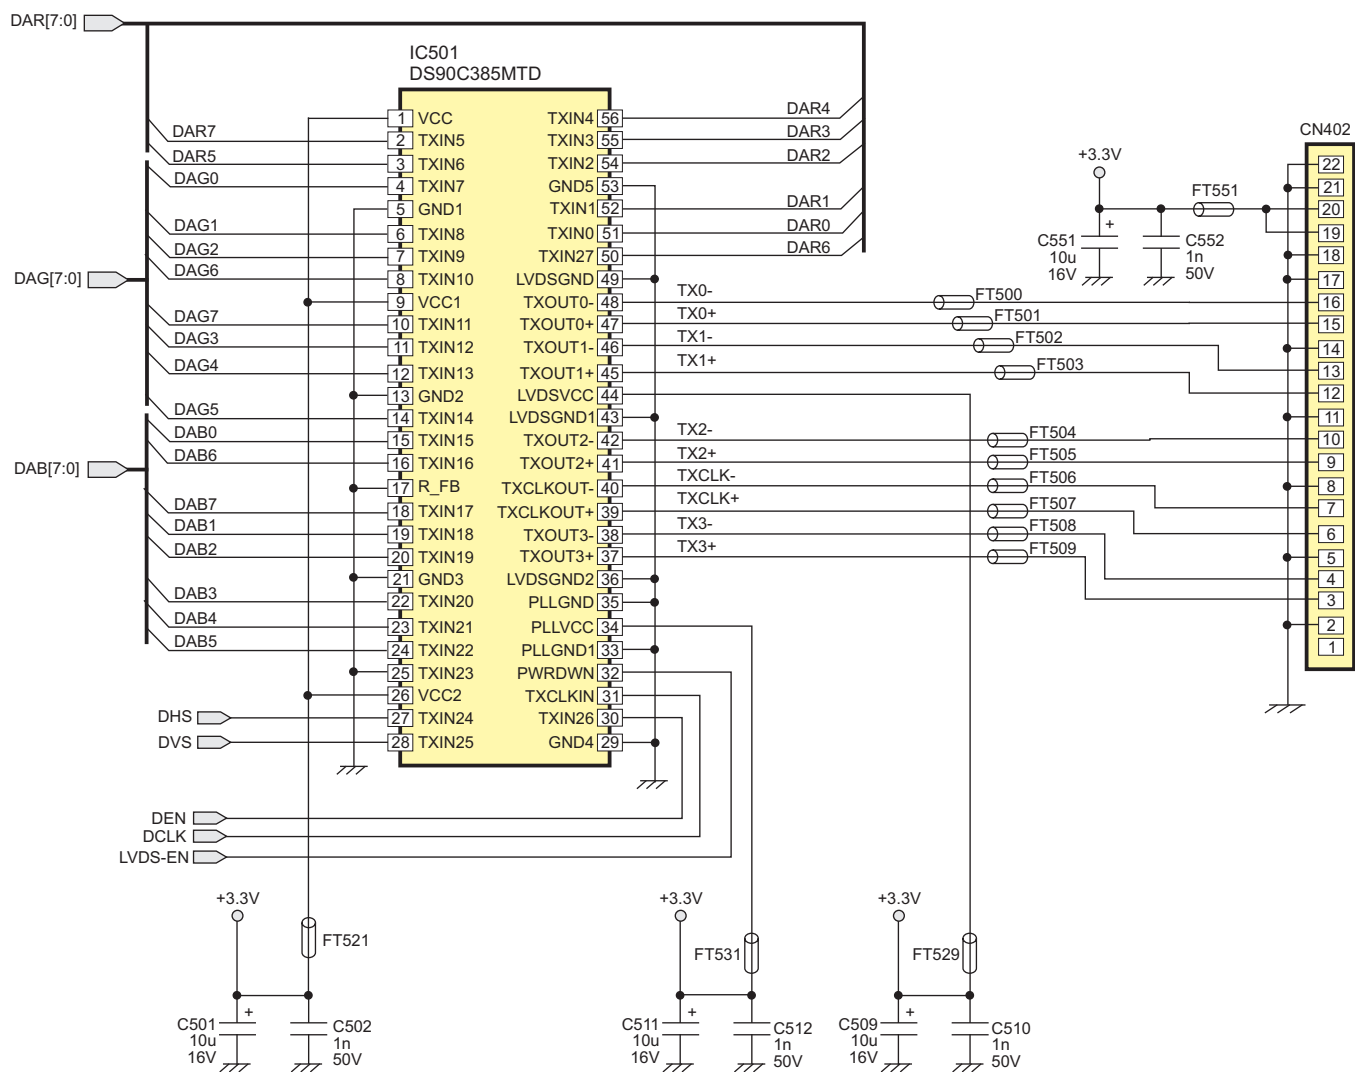 DAR[7:0]
IC501
DS90C385MTD
DAG[7:0]
DAB[7:0]
DAR7
DAR5
DAG0
DAG1
DAG2
DAG6
DAG7
DAG3
DAG4
DAG5
DAB0
DAB6
DAB7
DAB1
DAB2
DAB3
DAB4
DAB5
DHS
DVS
DEN
DCLK
LVDS-EN
1 VCC
2 TXIN5
3 TXIN6
4 TXIN7
5 GND1
6 TXIN8
7 TXIN9
8 TXIN10
9 VCC1
10 TXIN11
11 TXIN12
12 TXIN13
13 GND2
14 TXIN14
15 TXIN15
16 TXIN16
17 R_FB
18 TXIN17
19 TXIN18
20 TXIN19
21 GND3
22 TXIN20
23 TXIN21
24 TXIN22
25 TXIN23
26 VCC2
27 TXIN24
28 TXIN25
TXIN4 56
TXIN3 55
TXIN2 54
GND5 53
TXIN1 52
TXIN0 51
TXIN27 50
LVDSGND 49
TXOUT0- 48
TXOUT0+ 47
TXOUT1- 46
TXOUT1+ 45
LVDSVCC 44
LVDSGND1 43
TXOUT2- 42
TXOUT2+ 41
TXCLKOUT- 40
TXCLKOUT+ 39
TXOUT3- 38
TXOUT3+ 37
LVDSGND2 36
PLLGND 35
PLLVCC 34
PLLGND1 33
PWRDWN 32
TXCLKIN 31
TXIN26 30
GND4 29
DAR4
DAR3
DAR2
DAR1
DAR0
DAR6
TX0-
TX0+
TX1-
TX1+
TX2-
TX2+
TXCLK-
TXCLK+
TX3-
TX3+
FT500
FT501
FT502
FT503
FT504
FT505
FT506
FT507
FT508
FT509
+3.3V
FT551
+
C551
10u
16V
C552
1n
50V
CN402
22
21
20
19
18
17
16
15
14
13
12
11
10
9
8
7
6
5
4
3
2
1
+3.3V
FT521
+
C501
10u
16V
C502
1n
50V
+3.3V
FT531
+
C511
10u
16V
C512
1n
50V
+3.3V
FT529
+
C509
10u
16V
C510
1n
50V